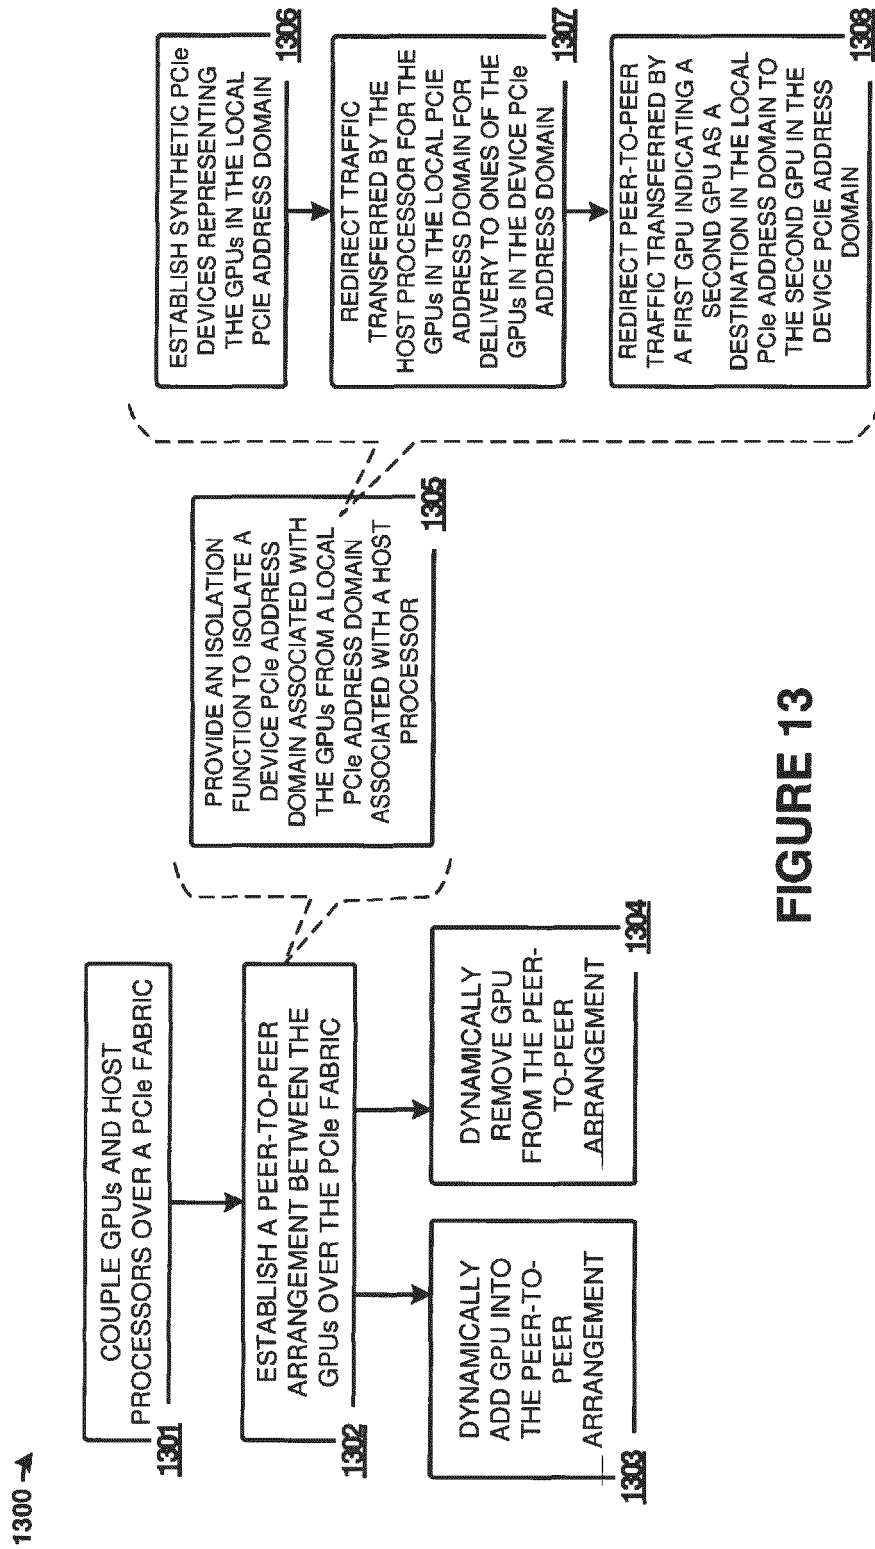 1300
COUPLE GPUs AND HOST
PROCESSORS OVER A PCIe FABRIC
1301
ESTABLISH A PEER-TO-PEER
ARRANGEMENT BETWEEN THE
GPUs OVER THE PCIe FABRIC
1302
DYNAMICALLY
ADD GPU INTO
THE PEER-TO-
PEER
ARRANGEMENT
1303
DYNAMICALLY
REMOVE GPU
FROM THE PEER-
TO-PEER
ARRANGEMENT
1304
PROVIDE AN ISOLATION
FUNCTION TO ISOLATE A
DEVICE PCIe ADDRESS
DOMAIN ASSOCIATED WITH
THE GPUs FROM A LOCAL
PCIe ADDRESS DOMAIN
ASSOCIATED WITH A HOST
PROCESSOR
1305
ESTABLISH SYNTHETIC PCIe
DEVICES REPRESENTING
THE GPUs IN THE LOCAL
PCIE ADDRESS DOMAIN
1306
REDIRECT TRAFFIC
TRANSFERRED BY THE
HOST PROCESSOR FOR THE
GPUs IN THE LOCAL PCIE
ADDRESS DOMAIN FOR
DELIVERY TO ONES OF THE
GPUs IN THE DEVICE PCIe
ADDRESS DOMAIN
1307
REDIRECT PEER-TO-PEER
TRAFFIC TRANSFERRED BY
A FIRST GPU INDICATING A
SECOND GPU AS A
DESTINATION IN THE LOCAL
PCIe ADDRESS DOMAIN TO
THE SECOND GPU IN THE
DEVICE PCIE ADDRESS
DOMAIN
1308
FIGURE 13